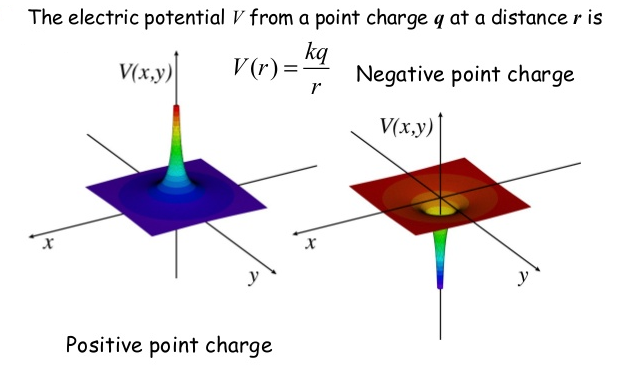 The electric potential V from a point charge q at a distance r is
V(x,y)
V(r) = kq/r
Negative point charge
V(x,y)
x
y
x
y
Positive point charge